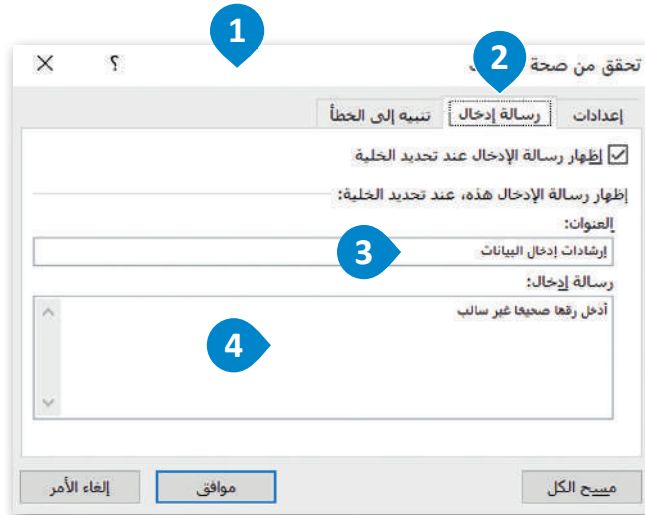 1
تحقق من صحة
2
؟
إعدادات
رسالة إدخال
تنبيه إلى الخطأ
إظهار رسالة الإدخال عند تحديد الخلية
إظهار رسالة الإدخال هذه، عند تحديد الخلية:
العنوان:
إرشادات إدخال البيانات
3
رسالة إدخال:
أدخل رقمًا صحيحًا غير سالب
4
مسح الكل
موافق
إلغاء الأمر